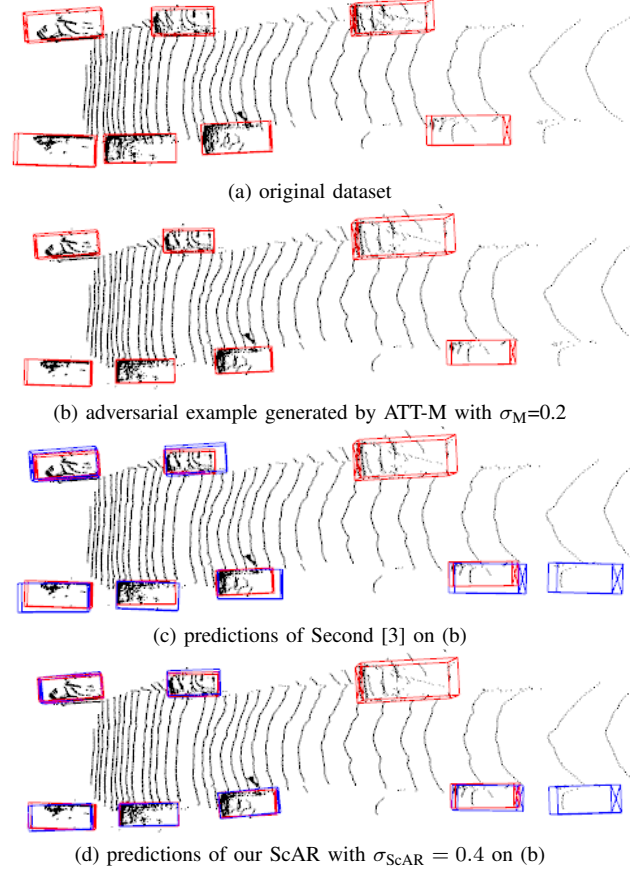 (a) original dataset
(b) adversarial example generated by ATT-M with σM=0.2
(c) predictions of Second [3] on (b)
(d) predictions of our ScAR with σScAR = 0.4 on (b)